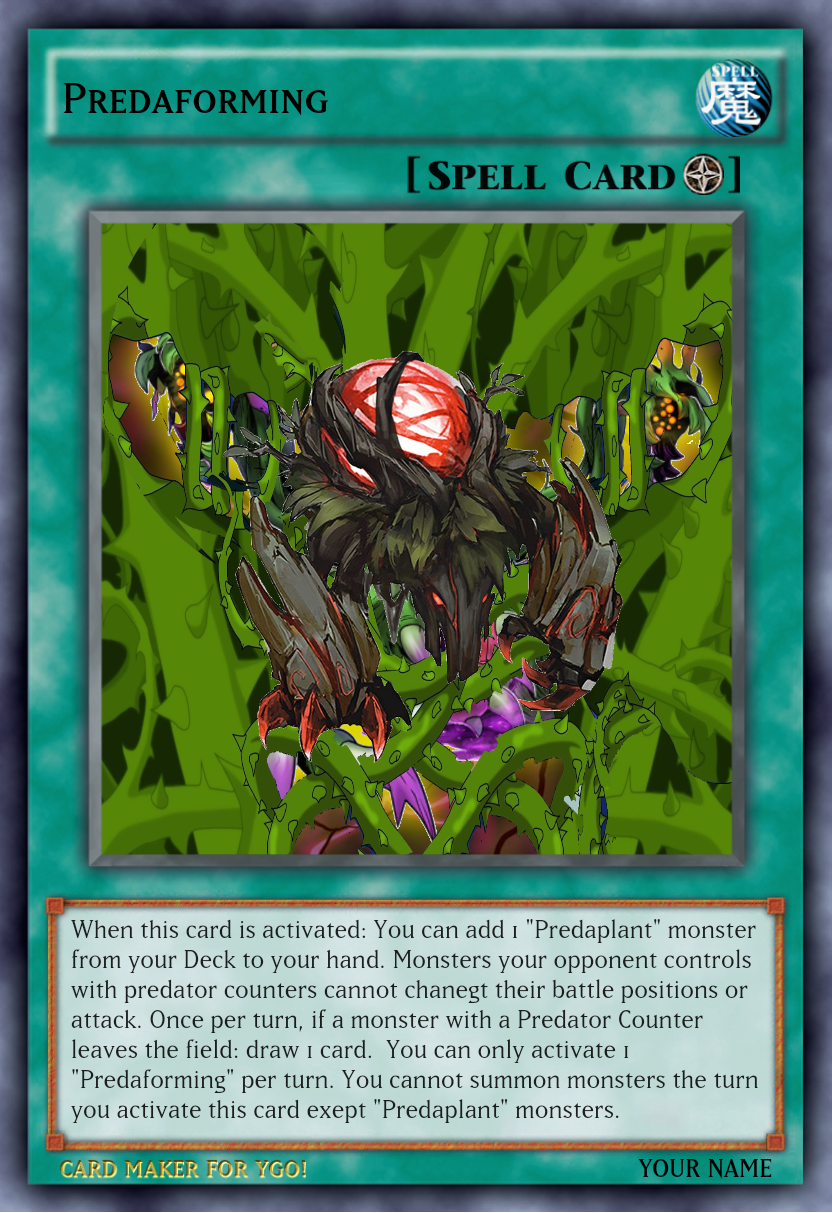 Predaforming
SPELL
魔
[Spell Card]
When this card is activated: You can add 1 "Predaplant" monster
from your Deck to your hand. Monsters your opponent controls
with predator counters cannot chanegt their battle positions or
attack. Once per turn, if a monster with a Predator Counter
leaves the field: draw 1 card.  You can only activate 1
"Predaforming" per turn. You cannot summon monsters the turn
you activate this card exept "Predaplant" monsters.
CARD MAKER FOR YGO! YOUR NAME